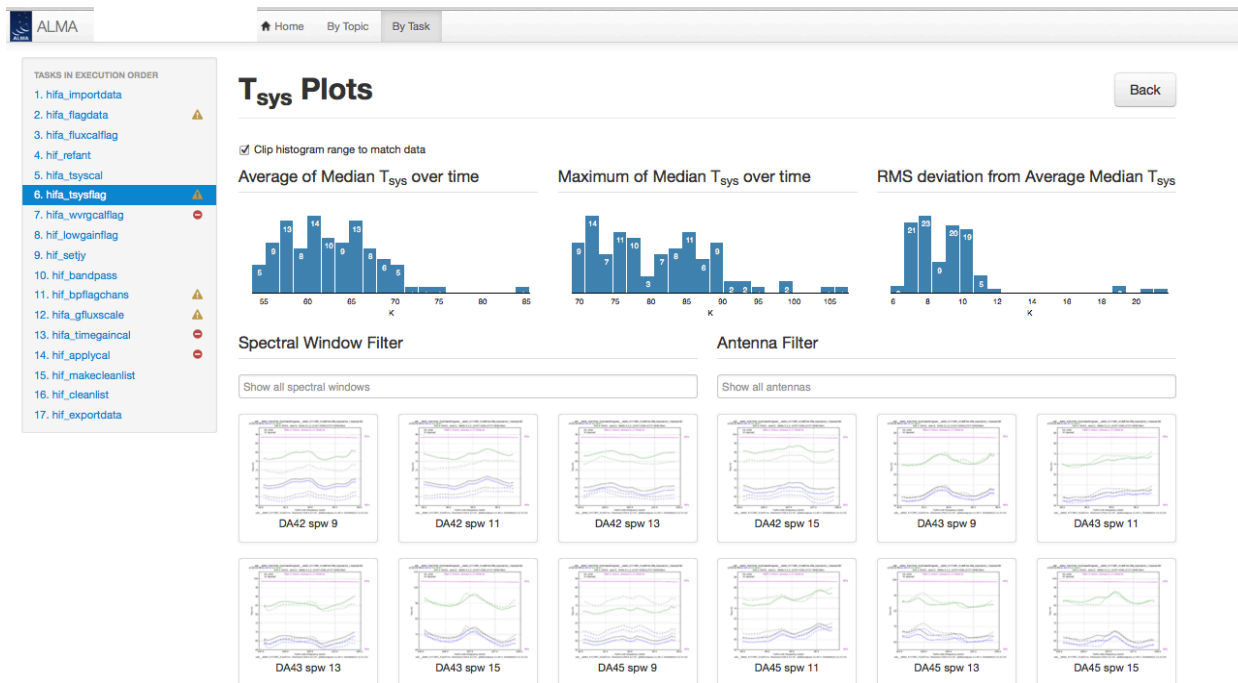 ALMA
Home By Topic By Task
TASKS IN EXECUTION ORDER
1. hifa_importdata
2. hifa_flagdata
3. hifa_fluxcalflag
4. hif_refant
5. hifa_tsyscal
6. hifa_tsysflag
7. hifa_wvrgcalflag
8. hif_lowgainflag
9. hif_setjy
10. hif_bandpass
11. hif_bpflagchans
12. hifa_gfluxscale
13. hifa_timegaincal
14. hif_applycal
15. hif_makecleanlist
16. hif_cleanlist
17. hif_exportdata
Tsys Plots
Back
Clip histogram range to match data
Average of Median Tsys over time
5 9 13 8 14 10 9 13 8 6 5
55 60 65 70 75 80 85
K
Maximum of Median Tsys over time
9 14 7 11 10 3 7 8 11 6 9 2 2 2
70 75 80 85 90 95 100 105
K
RMS deviation from Average Median Tsys
21 23 9 20 19 5
6 8 10 12 14 16 18 20
K
Spectral Window Filter
Show all spectral windows
Antenna Filter
Show all antennas
DA42 spw 9
DA42 spw 11
DA42 spw 13
DA42 spw 15
DA43 spw 9
DA43 spw 11
DA43 spw 13
DA43 spw 15
DA45 spw 9
DA45 spw 11
DA45 spw 13
DA45 spw 15